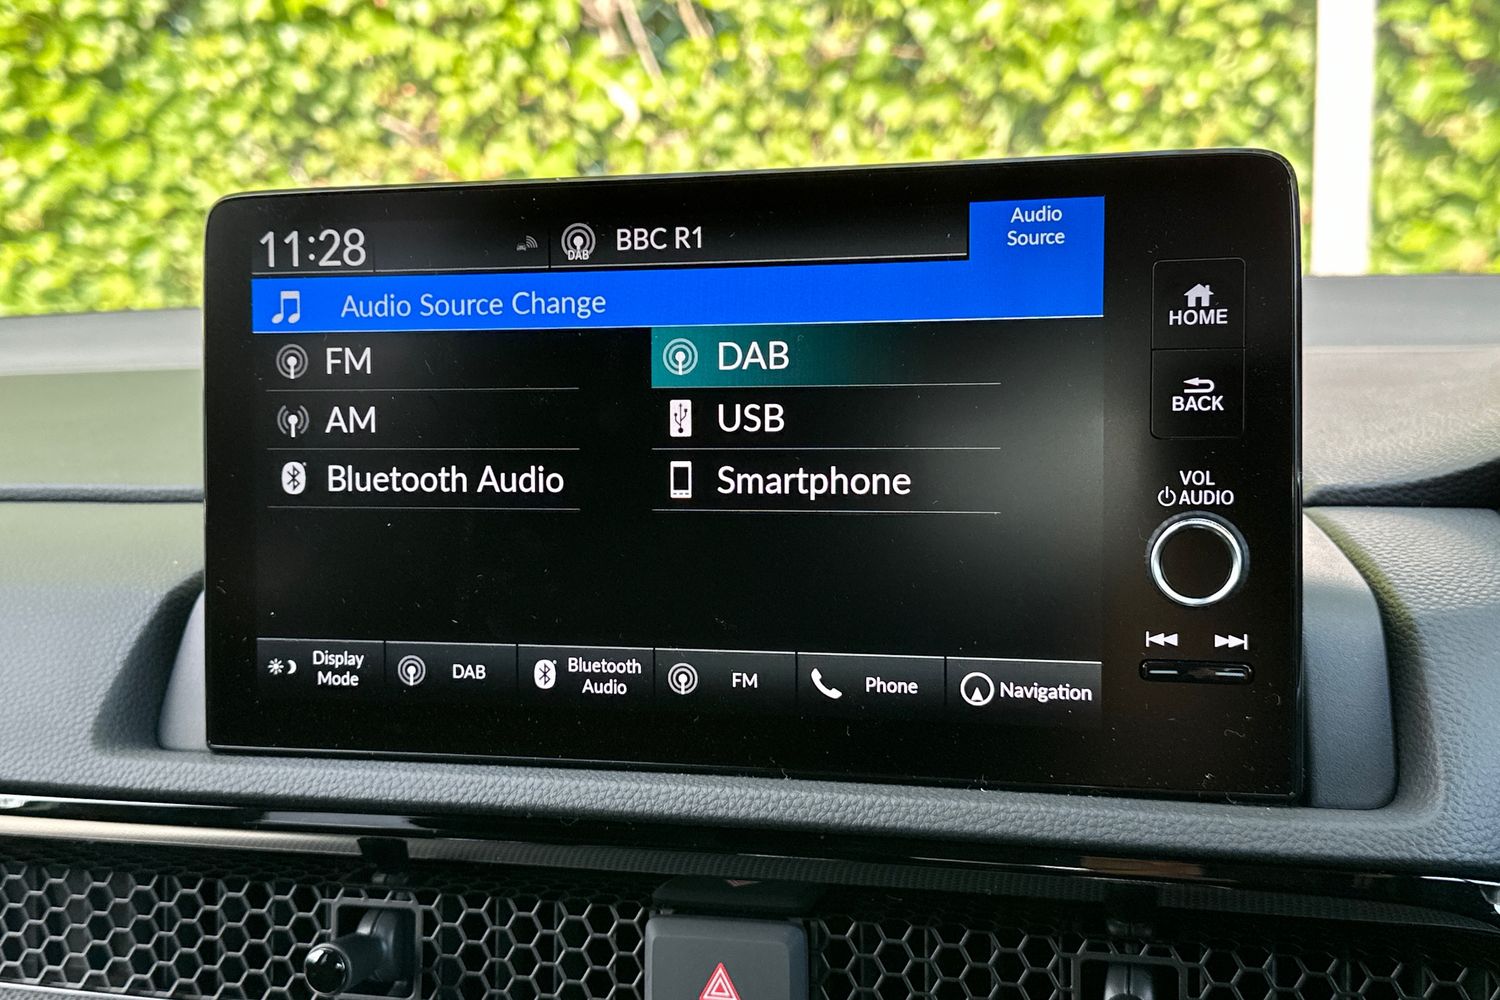 11:28
DAB
BBC R1
Audio
Source
Audio Source Change
FM
DAB
AM
USB
Bluetooth Audio
Smartphone
Display
Mode
DAB
Bluetooth
Audio
FM
Phone
Navigation
HOME
BACK
VOL
AUDIO